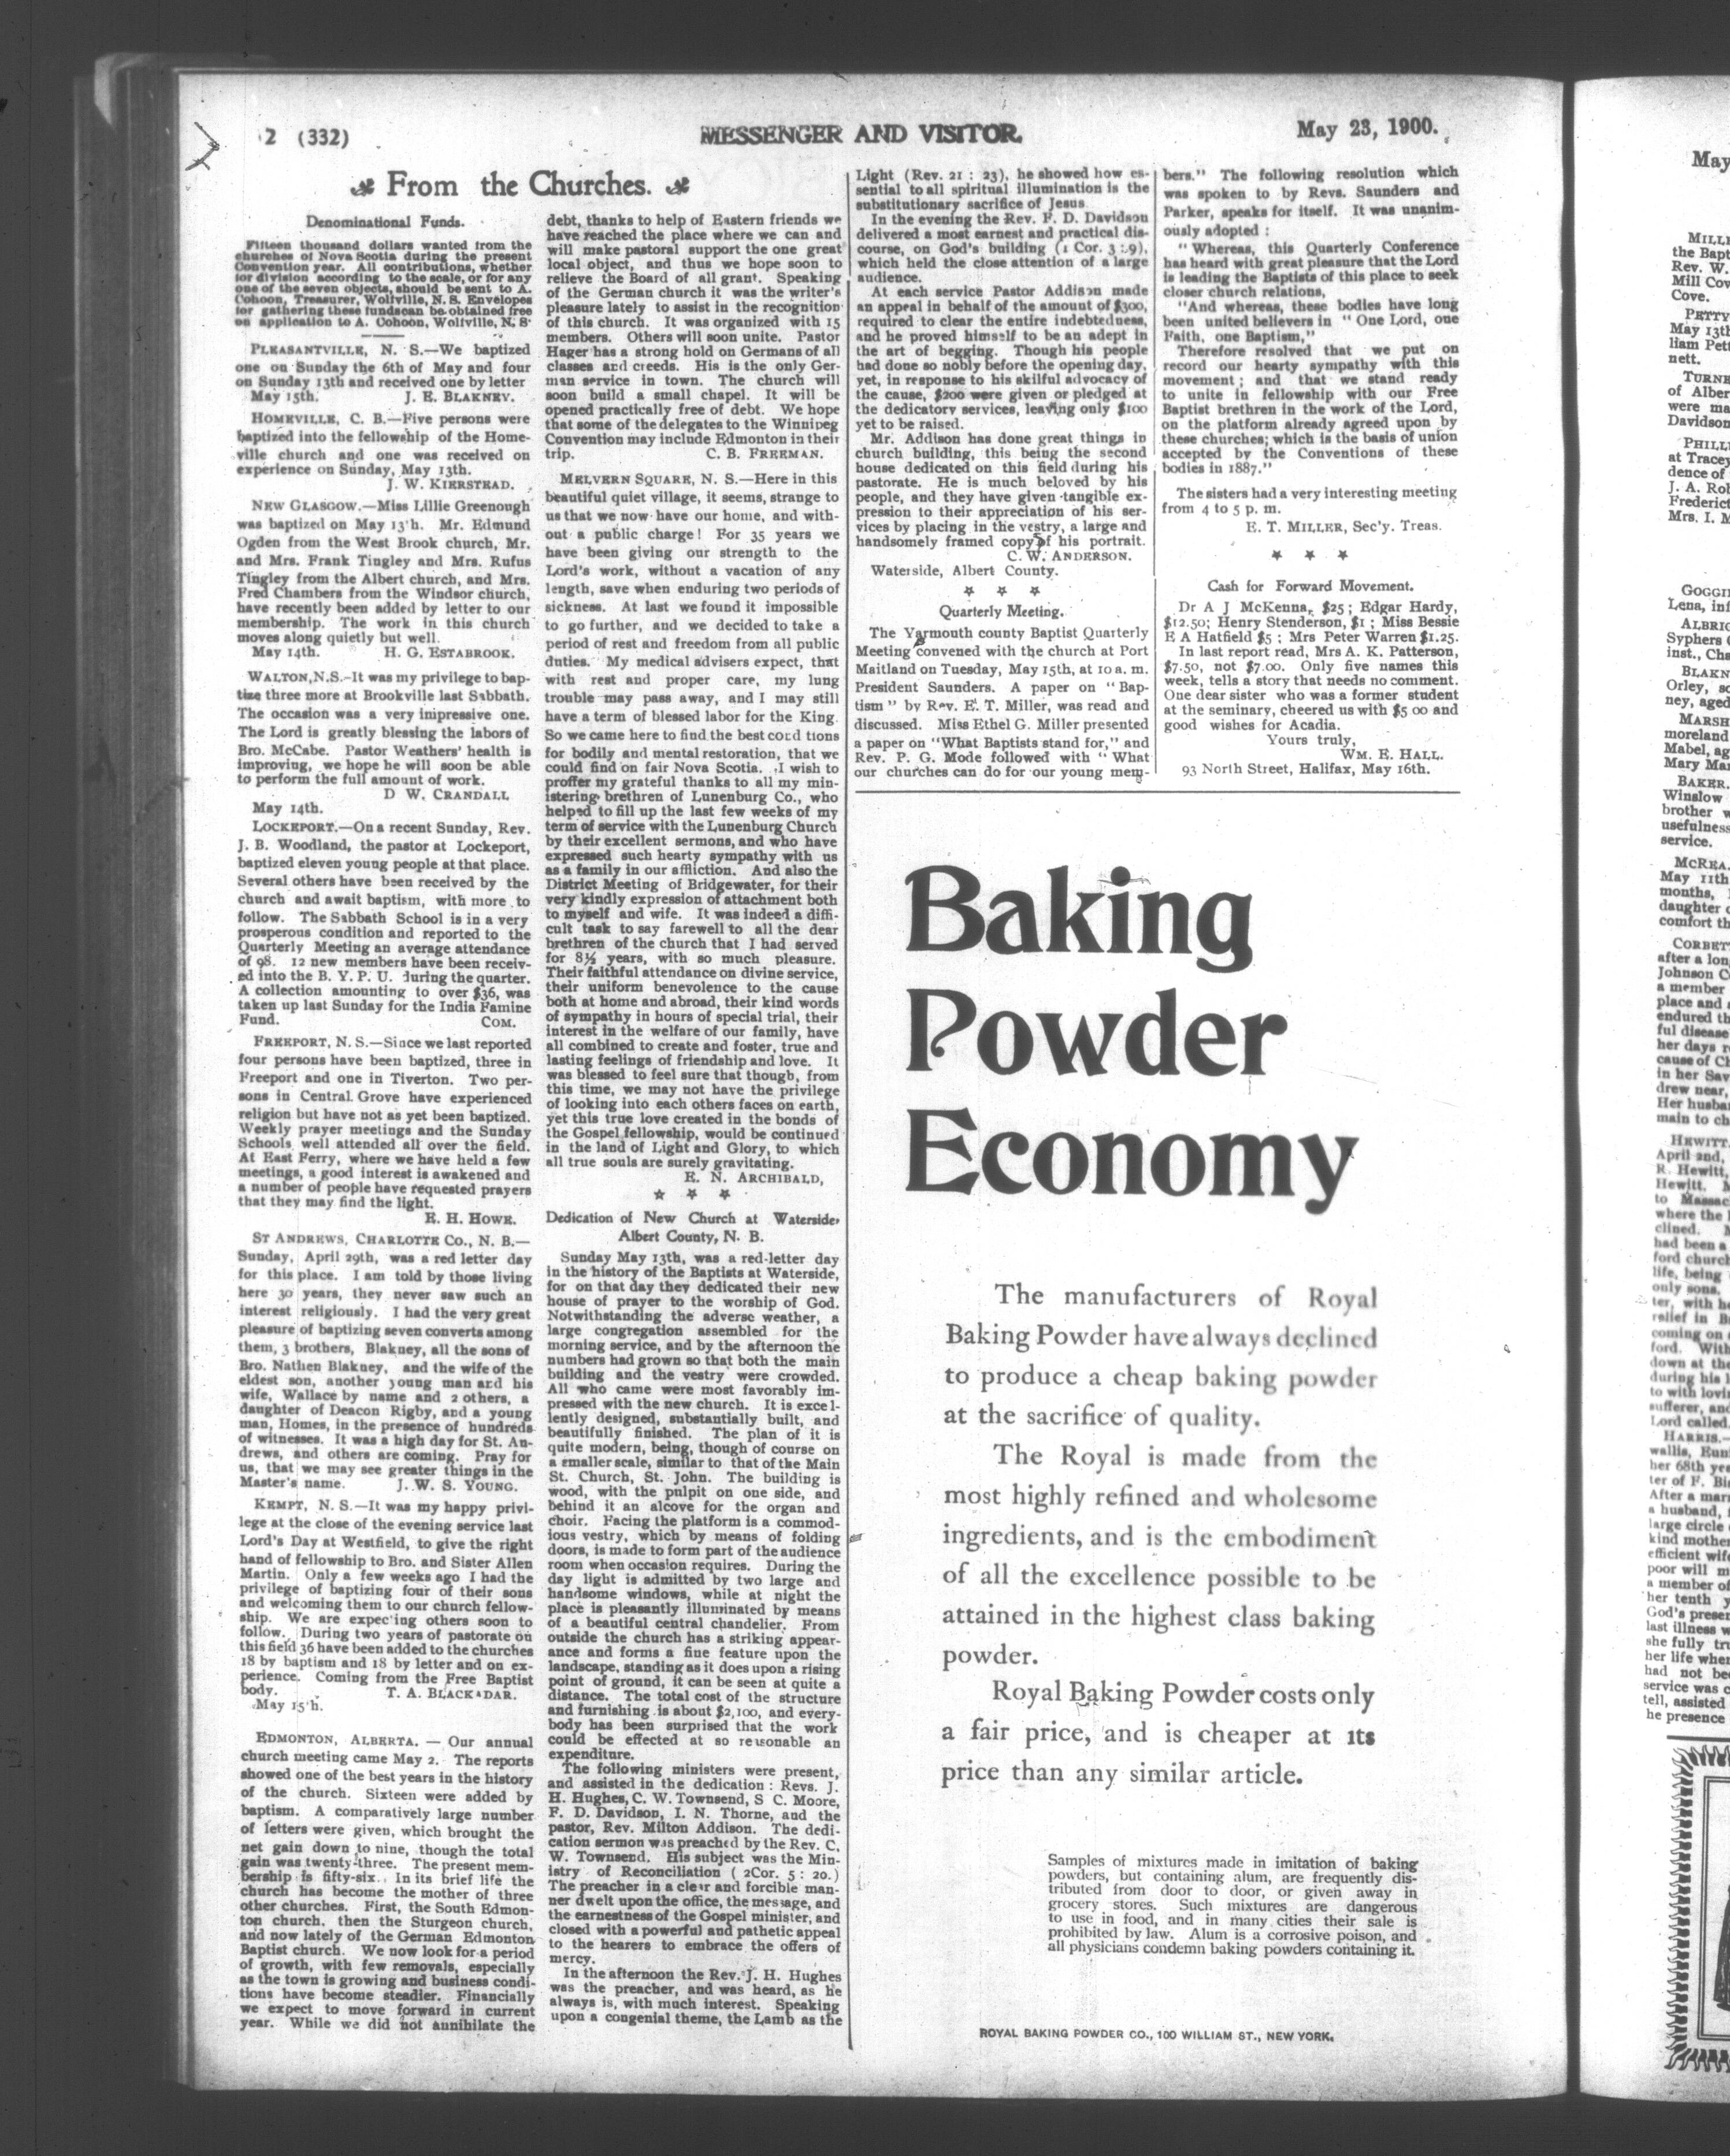 2 (332)
MESSENGER AND VISITOR.
May 23, 1900.
From the Churches.
Denominational Funds.
Fifteen thousand dollars wanted from the
churches of Nova Scotia during the present
Convention year. All contributions, whether
for division according to the scale, or for any
one of the seven objects, should be sent to A.
Cohoon, Treasurer, Wolfville, N. S. Envelopes
for gathering these funds can be obtained free
on application to A. Cohoon, Wolfville, N. S.
PLEASANTVILLE, N. S.—We baptized
one on Sunday the 6th of May and four
on Sunday 13th and received one by letter
May 15th. J. E. BLAKNEY.
HOMEVILLE, C. B.—Five persons were
baptized into the fellowship of the Home-
ville church and one was received on
experience on Sunday, May 13th.
J. W. KIERSTEAD.
NEW GLASGOW.—Miss Lillie Greenough
was baptized on May 13'h. Mr. Edmund
Ogden from the West Brook church, Mr.
and Mrs. Frank Tingley and Mrs. Rufus
Tingley from the Albert church, and Mrs.
Fred Chambers from the Windsor church,
have recently been added by letter to our
membership. The work in this church
moves along quietly but well.
May 14th. H. G. ESTABROOK.
WALTON, N.S.—It was my privilege to bap-
tize three more at Brookville last Sabbath.
The occasion was a very impressive one.
The Lord is greatly blessing the labors of
Bro. McCabe. Pastor Weathers' health is
improving, we hope he will soon be able
to perform the full amount of work.
D W. CRANDALL
May 14th.
LOCKEPORT.—On a recent Sunday, Rev.
J. B. Woodland, the pastor at Lockeport,
baptized eleven young people at that place.
Several others have been received by the
church and await baptism, with more to
follow. The Sabbath School is in a very
prosperous condition and reported to the
Quarterly Meeting an average attendance
of 98. 12 new members have been receiv-
ed into the B. Y. P. U. during the quarter.
A collection amounting to over $36, was
taken up last Sunday for the India Famine
Fund. COM.
FREEPORT, N. S.—Since we last reported
four persons have been baptized, three in
Freeport and one in Tiverton. Two per-
sons in Central Grove have experienced
religion but have not as yet been baptized.
Weekly prayer meetings and the Sunday
Schools well attended all over the field.
At East Ferry, where we have held a few
meetings, a good interest is awakened and
a number of people have requested prayers
that they may find the light.
E. H. HOWE.
ST ANDREWS, CHARLOTTE CO., N. B.—
Sunday, April 29th, was a red letter day
for this place. I am told by those living
here 30 years, they never saw such an
interest religiously. I had the very great
pleasure of baptizing seven converts among
them, 3 brothers, Blakney, all the sons of
Bro. Nathen Blakney, and the wife of the
eldest son, another young man and his
wife, Wallace by name and 2 others, a
daughter of Deacon Rigby, and a young
man, Homes, in the presence of hundreds
of witnesses. It was a high day for St. An-
drews, and others are coming. Pray for
us, that we may see greater things in the
Master's name. J. W. S. YOUNG.
KEMPT, N. S.—It was my happy privi-
lege at the close of the evening service last
Lord's Day at Westfield, to give the right
hand of fellowship to Bro. and Sister Allen
Martin. Only a few weeks ago I had the
privilege of baptizing four of their sons
and welcoming them to our church fellow-
ship. We are expec'ing others soon to
follow. During two years of pastorate on
this field 36 have been added to the churches
18 by baptism and 18 by letter and on ex-
perience. Coming from the Free Baptist
body. T. A. BLACKADAR.
May 15'h.
EDMONTON, ALBERTA. — Our annual
church meeting came May 2. The reports
showed one of the best years in the history
of the church. Sixteen were added by
baptism. A comparatively large number
of letters were given, which brought the
net gain down to nine, though the total
gain was twenty-three. The present mem-
bership is fifty-six. In its brief life the
church has become the mother of three
other churches. First, the South Edmon-
ton church, then the Sturgeon church,
and now lately of the German Edmonton
Baptist church. We now look for a period
of growth, with few removals, especially
as the town is growing and business condi-
tions have become steadier. Financially
we expect to move forward in current
year. While we did not annihilate the
debt, thanks to help of Eastern friends we
have reached the place where we can and
will make pastoral support the one great
local object, and thus we hope soon to
relieve the Board of all grant. Speaking
of the German church it was the writer's
pleasure lately to assist in the recognition
of this church. It was organized with 15
members. Others will soon unite. Pastor
Hager has a strong hold on Germans of all
classes and creeds. His is the only Ger-
man service in town. The church will
soon build a small chapel. It will be
opened practically free of debt. We hope
that some of the delegates to the Winnipeg
Convention may include Edmonton in their
trip. C. B. FREEMAN.
MELVERN SQUARE, N. S.—Here in this
beautiful quiet village, it seems, strange to
us that we now have our home, and with-
out a public charge! For 35 years we
have been giving our strength to the
Lord's work, without a vacation of any
length, save when enduring two periods of
sickness. At last we found it impossible
to go further, and we decided to take a
period of rest and freedom from all public
duties. My medical advisers expect, that
with rest and proper care, my lung
trouble may pass away, and I may still
have a term of blessed labor for the King.
So we came here to find the best cord tions
for bodily and mental restoration, that we
could find on fair Nova Scotia. I wish to
proffer my grateful thanks to all my min-
istering brethren of Lunenburg Co., who
helped to fill up the last few weeks of my
term of service with the Lunenburg Church
by their excellent sermons, and who have
expressed such hearty sympathy with us
as a family in our affliction. And also the
District Meeting of Bridgewater, for their
very kindly expression of attachment both
to myself and wife. It was indeed a diffi-
cult task to say farewell to all the dear
brethren of the church that I had served
for 8½ years, with so much pleasure.
Their faithful attendance on divine service,
their uniform benevolence to the cause
both at home and abroad, their kind words
of sympathy in hours of special trial, their
interest in the welfare of our family, have
all combined to create and foster, true and
lasting feelings of friendship and love. It
was blessed to feel sure that though, from
this time, we may not have the privilege
of looking into each others faces on earth,
yet this true love created in the bonds of
the Gospel fellowship, would be continued
in the land of Light and Glory, to which
all true souls are surely gravitating.
E. N. ARCHIBALD,
Dedication of New Church at Waterside,
Albert County, N. B.
Sunday May 13th, was a red-letter day
in the history of the Baptists at Waterside,
for on that day they dedicated their new
house of prayer to the worship of God.
Notwithstanding the adverse weather, a
large congregation assembled for the
morning service, and by the afternoon the
numbers had grown so that both the main
building and the vestry were crowded.
All who came were most favorably im-
pressed with the new church. It is excel-
lently designed, substantially built, and
beautifully finished. The plan of it is
quite modern, being, though of course on
a smaller scale, similar to that of the Main
St. Church, St. John. The building is
wood, with the pulpit on one side, and
behind it an alcove for the organ and
choir. Facing the platform is a commod-
ious vestry, which by means of folding
doors, is made to form part of the audience
room when occasion requires. During the
day light is admitted by two large and
handsome windows, while at night the
place is pleasantly illuminated by means
of a beautiful central chandelier. From
outside the church has a striking appear-
ance and forms a fine feature upon the
landscape, standing as it does upon a rising
point of ground, it can be seen at quite a
distance. The total cost of the structure
and furnishing is about $2,100, and every-
body has been surprised that the work
could be effected at so reasonable an
expenditure.
The following ministers were present,
and assisted in the dedication : Revs. J.
H. Hughes, C. W. Townsend, S C. Moore,
F. D. Davidson, I. N. Thorne, and the
pastor, Rev. Milton Addison. The dedi-
cation sermon was preached by the Rev. C.
W. Townsend. His subject was the Min-
istry of Reconciliation ( 2Cor. 5 : 20.)
The preacher in a clear and forcible man-
ner dwelt upon the office, the message, and
the earnestness of the Gospel minister, and
closed with a powerful and pathetic appeal
to the hearers to embrace the offers of
mercy.
In the afternoon the Rev. J. H. Hughes
was the preacher, and was heard, as he
always is, with much interest. Speaking
upon a congenial theme, the Lamb as the
Light (Rev. 21 : 23), he showed how es-
sential to all spiritual illumination is the
substitutionary sacrifice of Jesus
In the evening the Rev. F. D. Davidson
delivered a most earnest and practical dis-
course, on God's building (1 Cor. 3 : 9),
which held the close attention of a large
audience.
At each service Pastor Addison made
an appeal in behalf of the amount of $300,
required to clear the entire indebtedness,
and he proved himself to be an adept in
the art of begging. Though his people
had done so nobly before the opening day,
yet, in response to his skilful advocacy of
the cause, $200 were given or pledged at
the dedicatory services, leaving only $100
yet to be raised.
Mr. Addison has done great things in
church building, this being the second
house dedicated on this field during his
pastorate. He is much beloved by his
people, and they have given tangible ex-
pression to their appreciation of his ser-
vices by placing in the vestry, a large and
handsomely framed copy of his portrait.
C. W. ANDERSON.
Waterside, Albert County.
Quarterly Meeting.
The Yarmouth county Baptist Quarterly
Meeting convened with the church at Port
Maitland on Tuesday, May 15th, at 10 a. m.
President Saunders. A paper on "Bap-
tism" by Rev. E. T. Miller, was read and
discussed. Miss Ethel G. Miller presented
a paper on "What Baptists stand for," and
Rev. P. G. Mode followed with "What
our churches can do for our young mem-
bers." The following resolution which
was spoken to by Revs. Saunders and
Parker, speaks for itself. It was unanim-
ously adopted :
"Whereas, this Quarterly Conference
has heard with great pleasure that the Lord
is leading the Baptists of this place to seek
closer church relations,
"And whereas, these bodies have long
been united believers in "One Lord, one
Faith, one Baptism,"
Therefore resolved that we put on
record our hearty sympathy with this
movement ; and that we stand ready
to unite in fellowship with our Free
Baptist brethren in the work of the Lord,
on the platform already agreed upon by
these churches; which is the basis of union
accepted by the Conventions of these
bodies in 1887."
The sisters had a very interesting meeting
from 4 to 5 p. m.
E. T. MILLER, Sec'y. Treas.
Cash for Forward Movement.
Dr A J McKenna, $25 ; Edgar Hardy,
$12.50; Henry Stenderson, $1 ; Miss Bessie
E A Hatfield $5 ; Mrs Peter Warren $1.25.
In last report read, Mrs A. K. Patterson,
$7.50, not $7.00. Only five names this
week, tells a story that needs no comment.
One dear sister who was a former student
at the seminary, cheered us with $5 00 and
good wishes for Acadia.
Yours truly,
WM. E. HALL.
93 North Street, Halifax, May 16th.
Baking
Powder
Economy
The manufacturers of Royal
Baking Powder have always declined
to produce a cheap baking powder
at the sacrifice of quality.
The Royal is made from the
most highly refined and wholesome
ingredients, and is the embodiment
of all the excellence possible to be
attained in the highest class baking
powder.
Royal Baking Powder costs only
a fair price, and is cheaper at its
price than any similar article.
Samples of mixtures made in imitation of baking
powders, but containing alum, are frequently dis-
tributed from door to door, or given away in
grocery stores. Such mixtures are dangerous
to use in food, and in many cities their sale is
prohibited by law. Alum is a corrosive poison, and
all physicians condemn baking powders containing it.
ROYAL BAKING POWDER CO., 100 WILLIAM ST., NEW YORK.